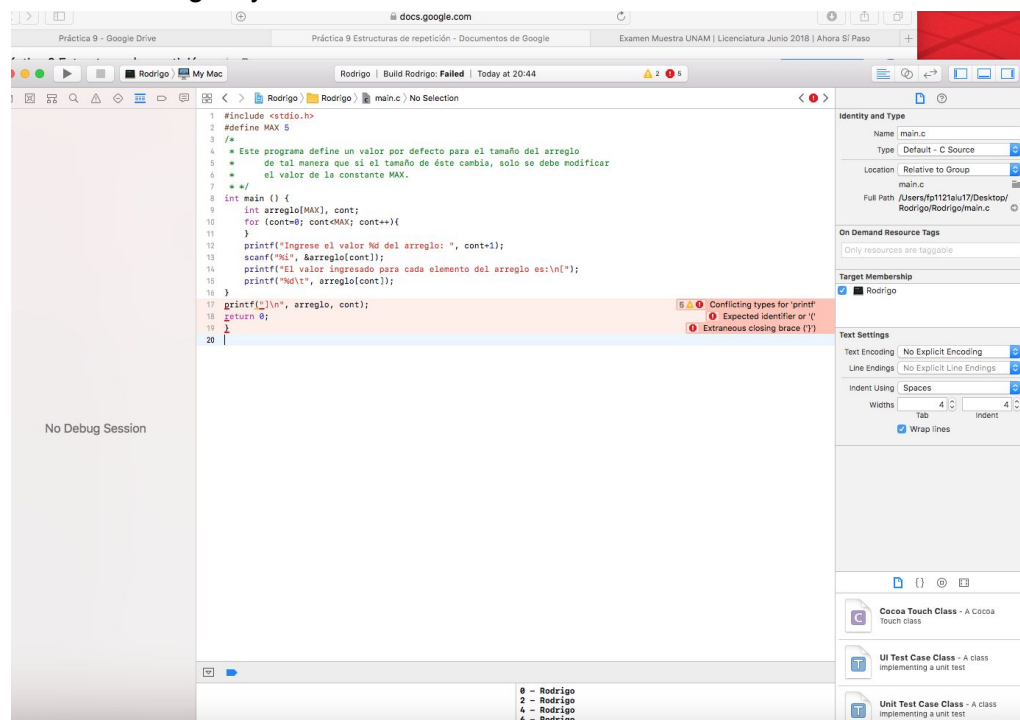 docs.google.com
Práctica 9 - Google Drive
Práctica 9 Estructuras de repetición - Documentos de Google
Examen Muestra UNAM | Licenciatura Junio 2018 | Ahora Sí Paso
Rodrigo
My Mac
Rodrigo | Build Rodrigo: Failed | Today at 20:44
2
5
Rodrigo
Rodrigo
main.c
No Selection
1 #include <stdio.h>
2 #define MAX 5
3 /*
4 * Este programa define un valor por defecto para el tamaño del arreglo
5 * de tal manera que si el tamaño de éste cambia, solo se debe modificar
6 * el valor de la constante MAX.
7 * */
8 int main () {
9 int arreglo[MAX], cont;
10 for (cont=0; cont<MAX; cont++){
11 }
12 printf("Ingrese el valor %d del arreglo: ", cont+1);
13 scanf("%i", &arreglo[cont]);
14 printf("El valor ingresado para cada elemento del arreglo es:\n[");
15 printf("%d\t", arreglo[cont]);
16 }
17 printf("]\n", arreglo, cont);
5 Conflicting types for 'printf'
18 return 0;
Expected identifier or '('
19 }
Extraneous closing brace ('}')
20
No Debug Session
0 - Rodrigo
2 - Rodrigo
4 - Rodrigo
6 - Rodrigo
Identity and Type
Name main.c
Type Default - C Source
Location Relative to Group
main.c
Full Path /Users/fp1121alu17/Desktop/
Rodrigo/Rodrigo/main.c
On Demand Resource Tags
Only resources are taggable
Target Membership
Rodrigo
Text Settings
Text Encoding No Explicit Encoding
Line Endings No Explicit Line Endings
Indent Using Spaces
Widths 4 4
Tab Indent
Wrap lines
Cocoa Touch Class - A Cocoa
Touch class
UI Test Case Class - A class
implementing a unit test
Unit Test Case Class - A class
implementing a unit test